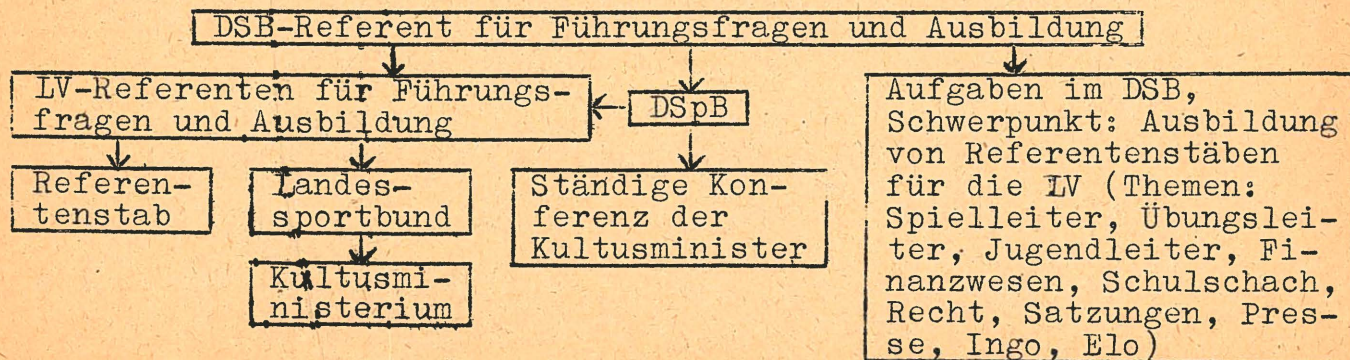 DSB-Referent für Führungsfragen und Ausbildung
LV-Referenten für Führungs-
fragen und Ausbildung
DSpB
Referen-
tenstab
Landes-
sportbund
Kultusmi-
nisterium
Ständige Kon-
ferenz der
Kultusminister
Aufgaben im DSB,
Schwerpunkt: Ausbildung
von Referentenstäben
für die LV (Themen:
Spielleiter, Übungslei-
ter, Jugendleiter, Fi-
nanzwesen, Schulschach,
Recht, Satzungen, Pres-
se, Ingo, Elo)